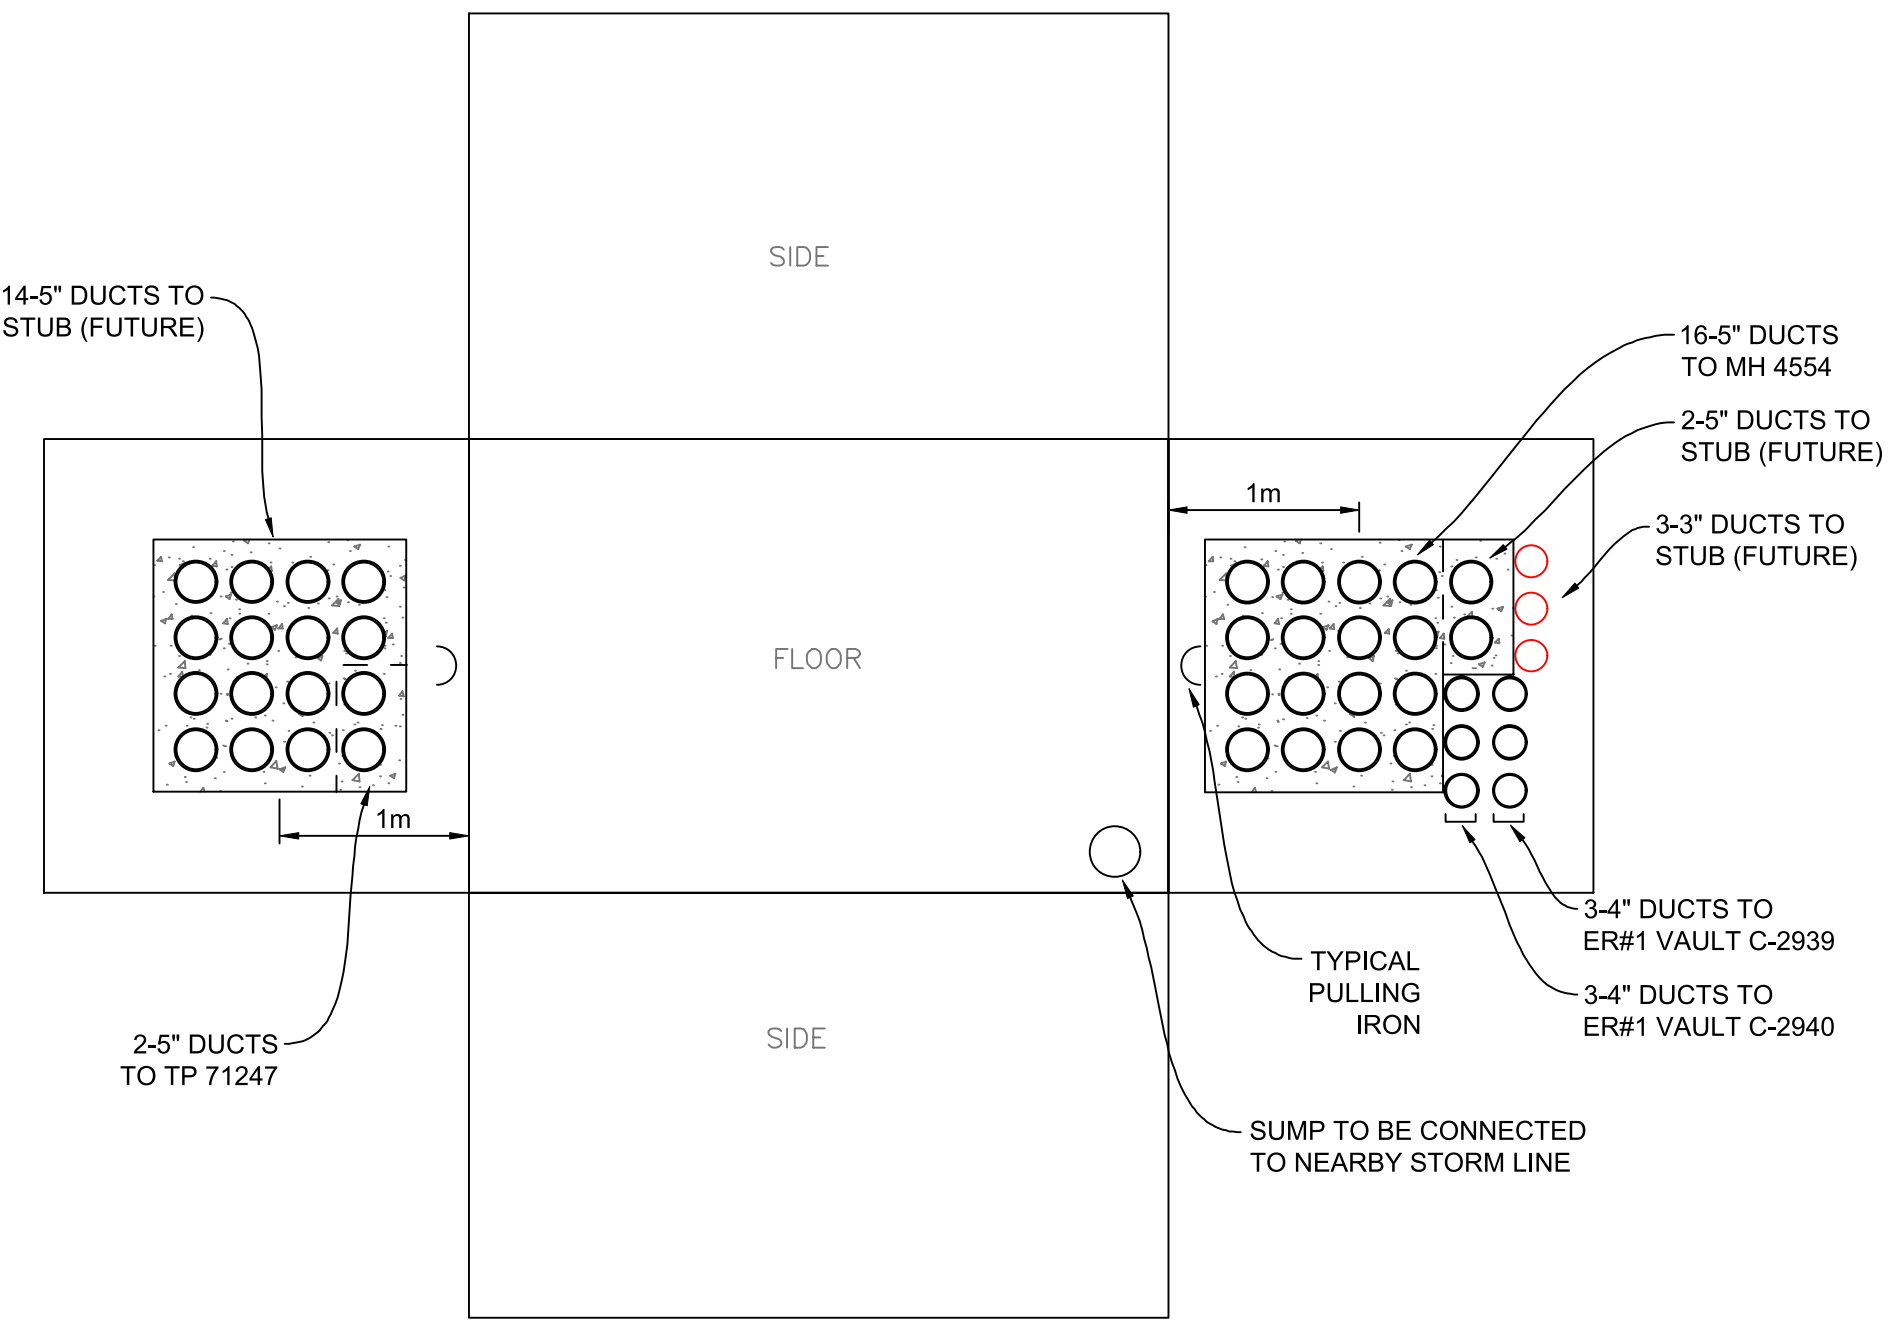 SIDE
14-5" DUCTS TO
STUB (FUTURE)
16-5" DUCTS
TO MH 4554
2-5" DUCTS TO
STUB (FUTURE)
1m
3-3" DUCTS TO
STUB (FUTURE)
FLOOR
1m
3-4" DUCTS TO
ER#1 VAULT C-2939
TYPICAL
PULLING
IRON
3-4" DUCTS TO
ER#1 VAULT C-2940
2-5" DUCTS
TO TP 71247
SIDE
SUMP TO BE CONNECTED
TO NEARBY STORM LINE